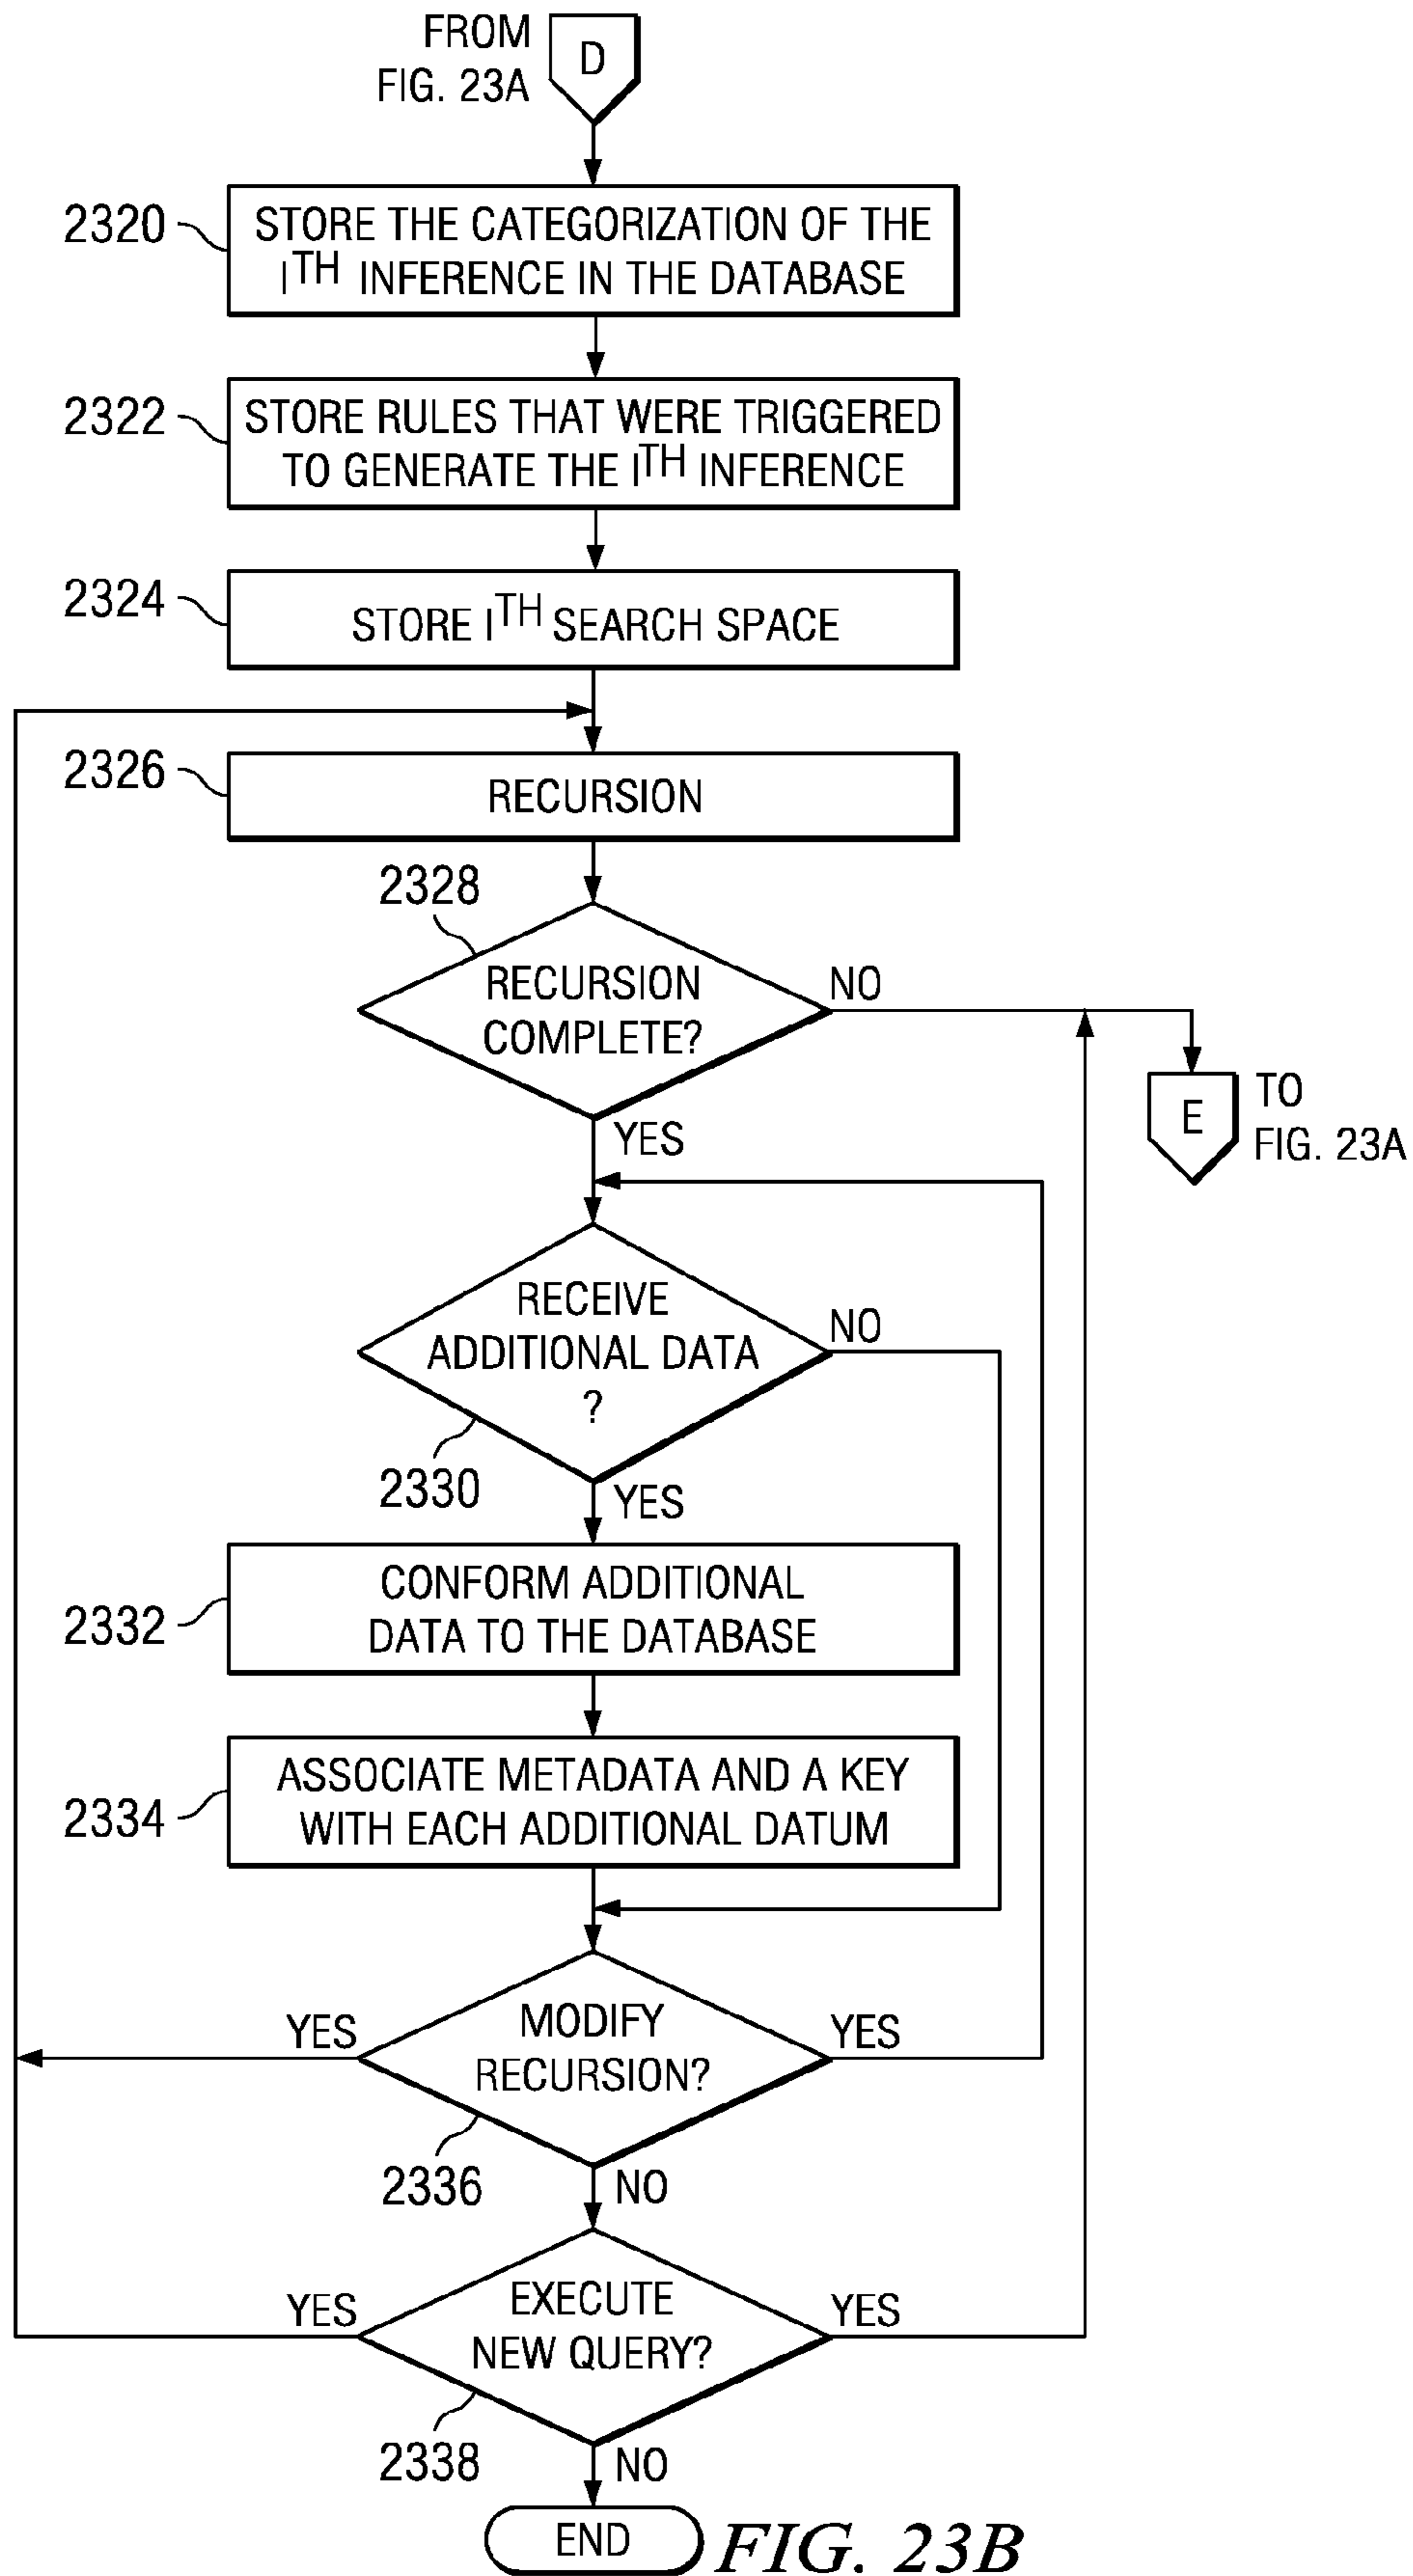 FROM
FIG. 23A
D
2320
STORE THE CATEGORIZATION OF THE
ITH INFERENCE IN THE DATABASE
2322
STORE RULES THAT WERE TRIGGERED
TO GENERATE THE ITH INFERENCE
2324
STORE ITH SEARCH SPACE
2326
RECURSION
2328
RECURSION
COMPLETE?
NO
YES
E
TO
FIG. 23A
RECEIVE
ADDITIONAL DATA
?
NO
2330
YES
2332
CONFORM ADDITIONAL
DATA TO THE DATABASE
2334
ASSOCIATE METADATA AND A KEY
WITH EACH ADDITIONAL DATUM
YES
MODIFY
RECURSION?
YES
2336
NO
YES
EXECUTE
NEW QUERY?
YES
2338
NO
END
FIG. 23B